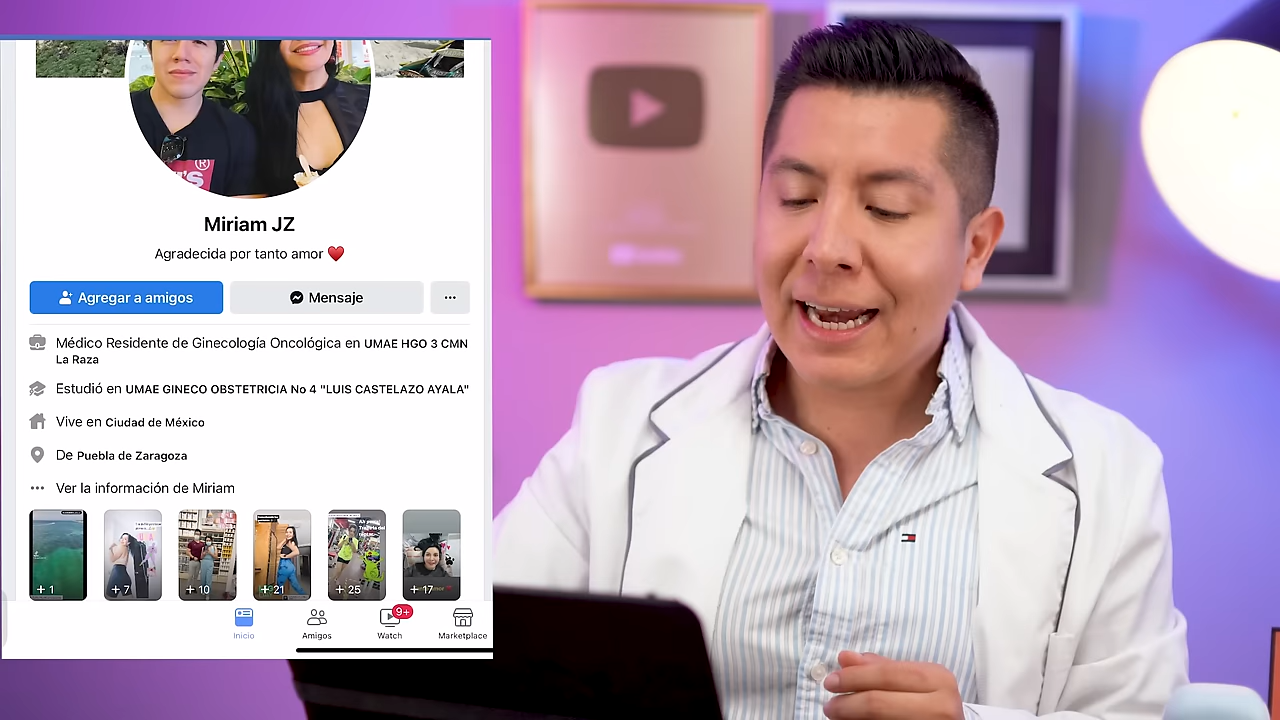 Miriam JZ
Agradecida por tanto amor ❤️
Agregar a amigos
Mensaje
Médico Residente de Ginecología Oncológica en UMAE HGO 3 CMN
La Raza
Estudió en UMAE GINECO OBSTETRICIA No 4 "LUIS CASTELAZO AYALA"
Vive en Ciudad de México
De Puebla de Zaragoza
Ver la información de Miriam
+1
+7
+10
+21
+25
+17
9+
Inicio
Amigos
Watch
Marketplace